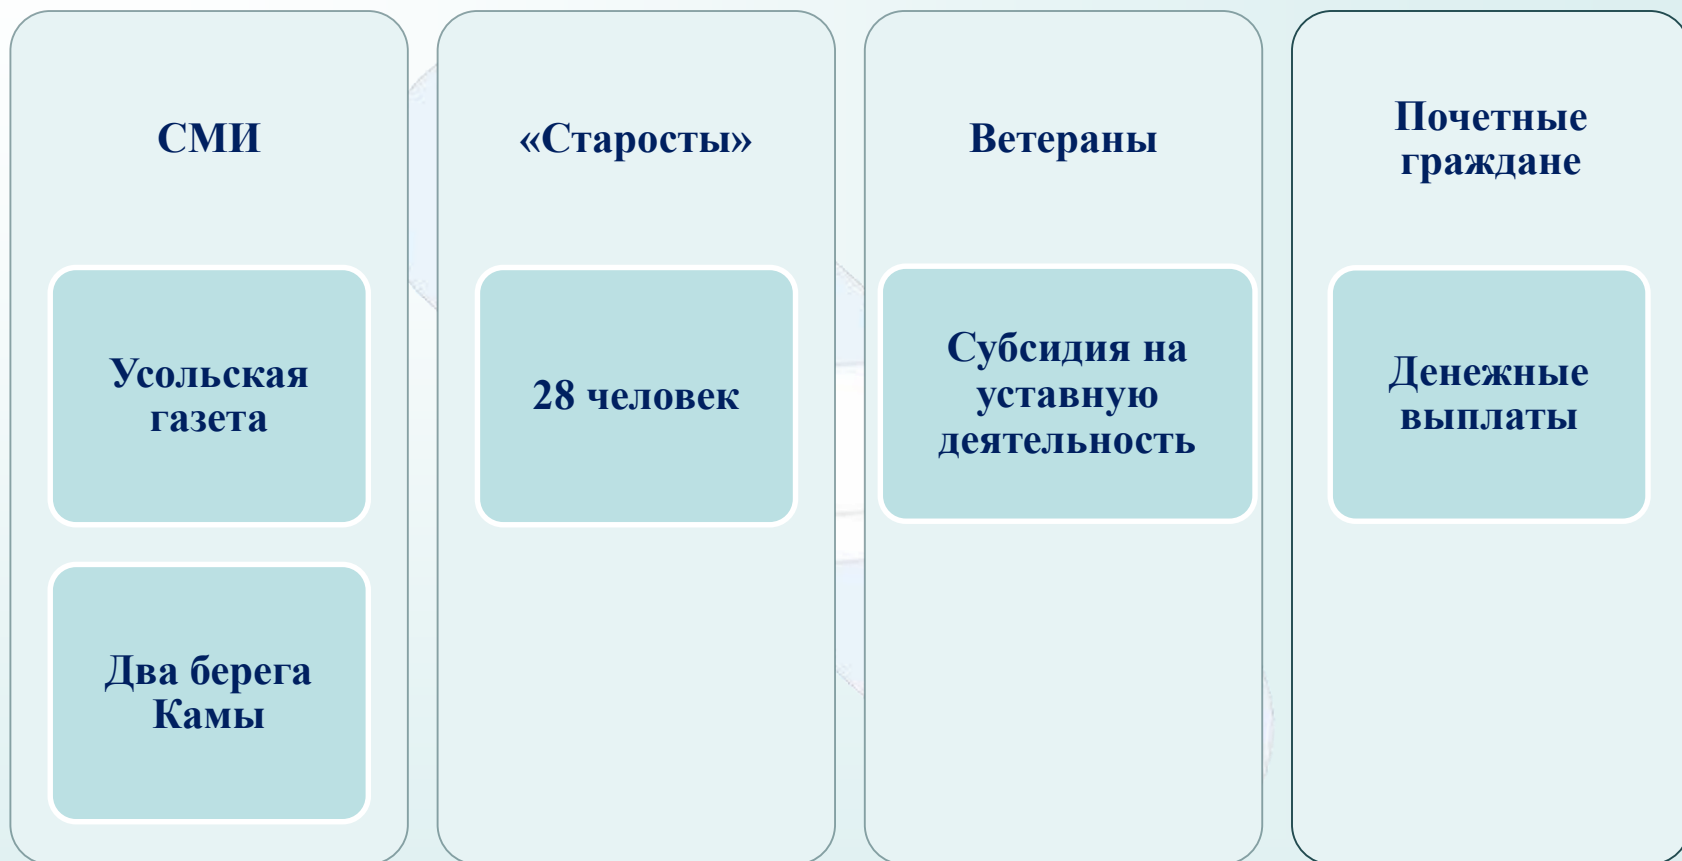 СМИ
Усольская
газета
Два берега
Камы
«Старосты»
28 человек
Ветераны
Субсидия на
уставную
деятельность
Почетные
граждане
Денежные
выплаты